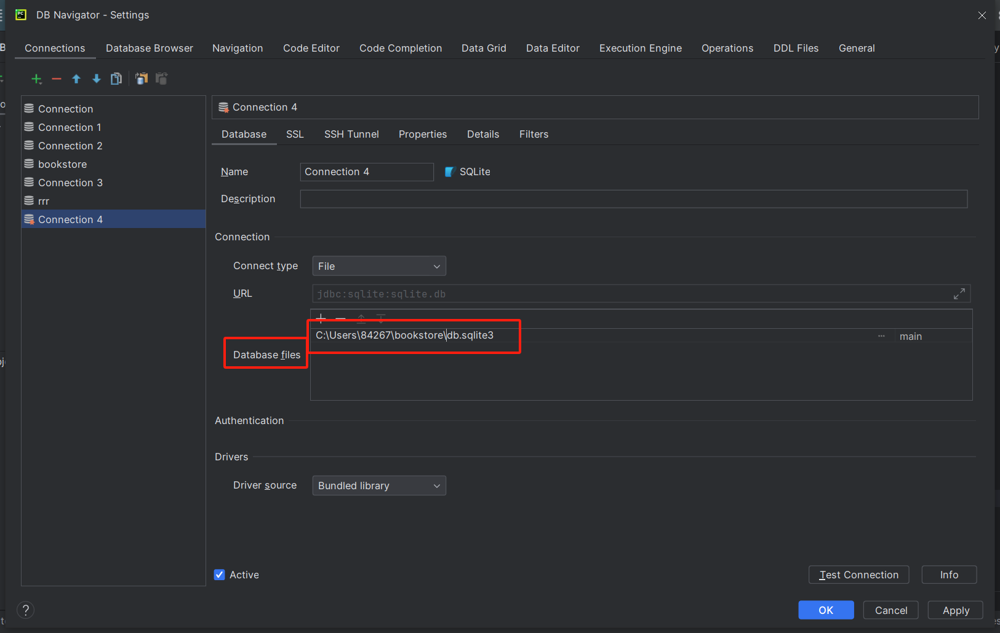 DB Navigator - Settings
Connections Database Browser Navigation Code Editor Code Completion Data Grid Data Editor Execution Engine Operations DDL Files General
Connection
Connection 1
Connection 2
bookstore
Connection 3
rrr
Connection 4
Connection 4
Database SSL SSH Tunnel Properties Details Filters
Name Connection 4 SQLite
Description
Connection
Connect type File
URL jdbc:sqlite:sqlite.db
C:\Users\84267\bookstore\db.sqlite3 ... main
Database files
Authentication
Drivers
Driver source Bundled library
Active
Test Connection Info
? OK Cancel Apply